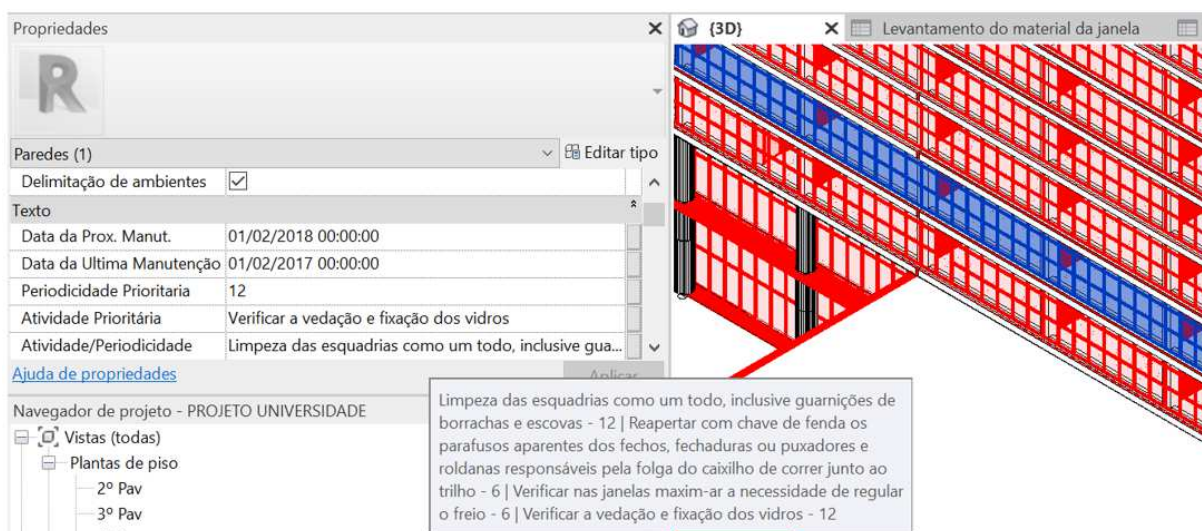 Propriedades
{3D}
Levantamento do material da janela
R
Paredes (1)
Editar tipo
Delimitação de ambientes
Texto
Data da Prox. Manut. 01/02/2018 00:00:00
Data da Ultima Manutenção 01/02/2017 00:00:00
Periodicidade Prioritaria 12
Atividade Prioritária Verificar a vedação e fixação dos vidros
Atividade/Periodicidade Limpeza das esquadrias como um todo, inclusive gua...
Ajuda de propriedades
Aplicar
Navegador de projeto - PROJETO UNIVERSIDADE
Vistas (todas)
Plantas de piso
2º Pav
3º Pav
Limpeza das esquadrias como um todo, inclusive guarnições de
borrachas e escovas - 12 | Reapertar com chave de fenda os
parafusos aparentes dos fechos, fechaduras ou puxadores e
roldanas responsáveis pela folga do caixilho de correr junto ao
trilho - 6 | Verificar nas janelas maxim-ar a necessidade de regular
o freio - 6 | Verificar a vedação e fixação dos vidros - 12